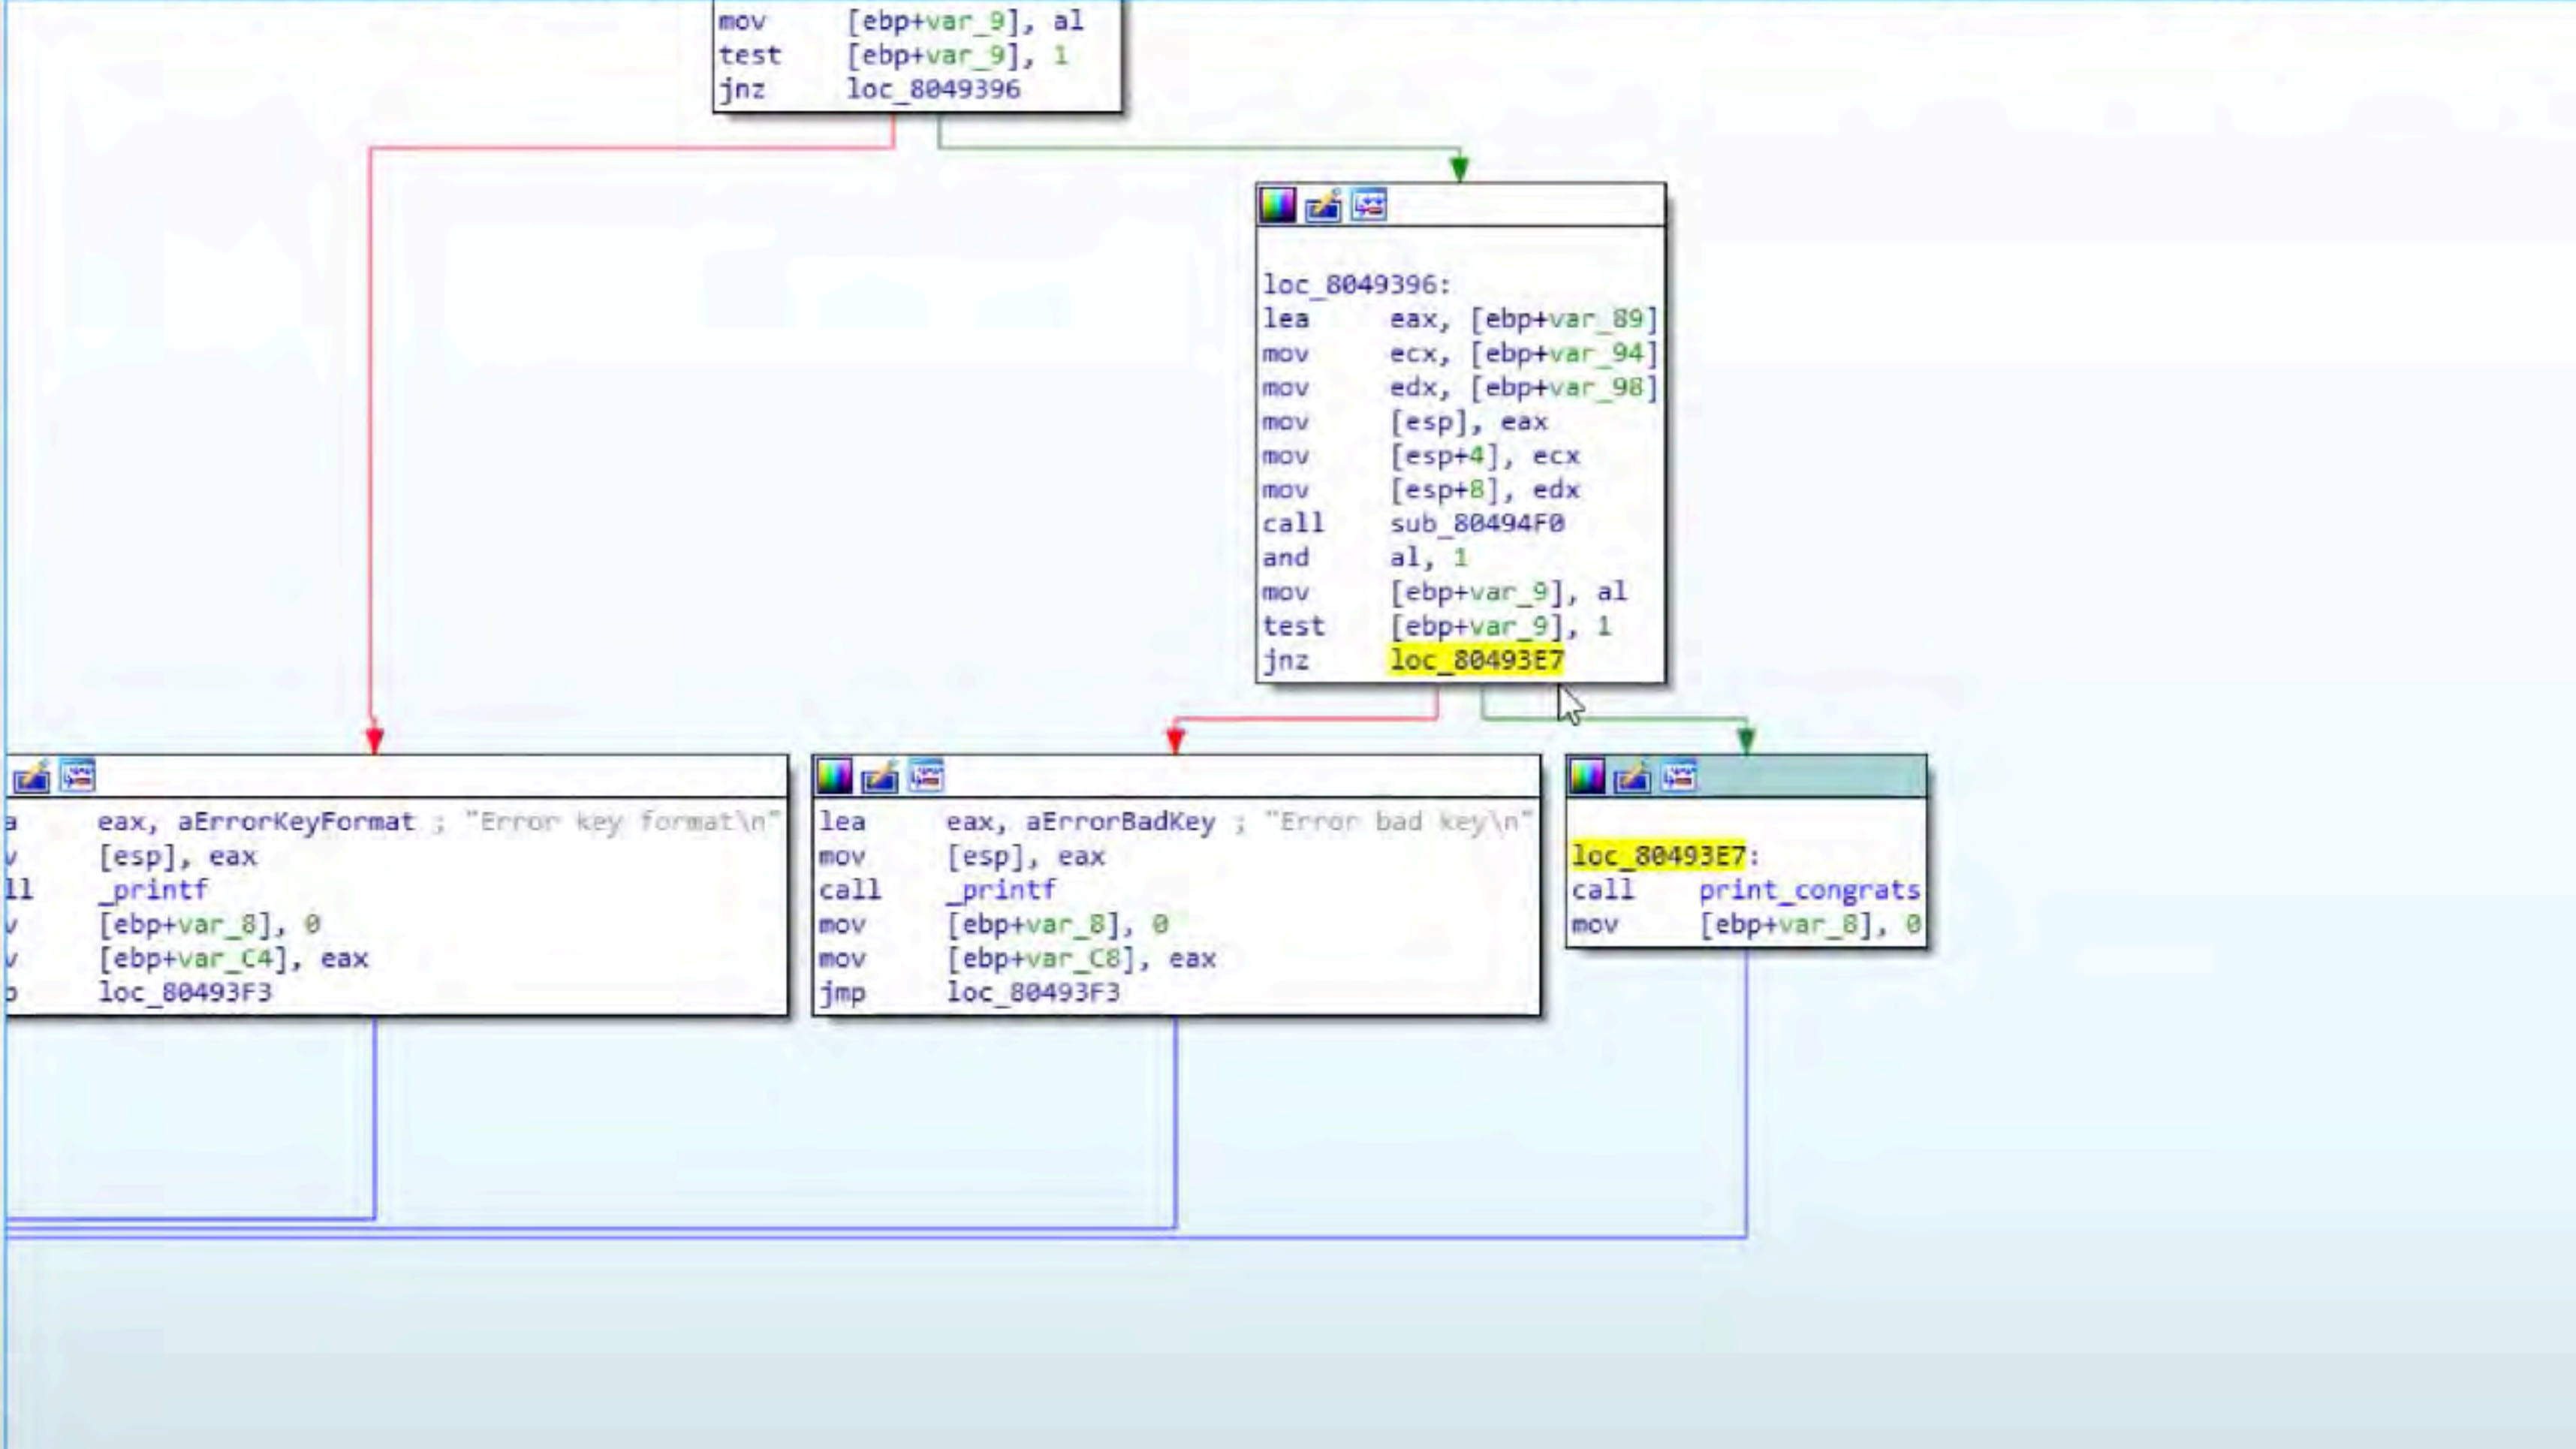 mov [ebp+var_9], al
test [ebp+var_9], 1
jnz loc_8049396
loc_8049396:
lea eax, [ebp+var_89]
mov ecx, [ebp+var_94]
mov edx, [ebp+var_98]
mov [esp], eax
mov [esp+4], ecx
mov [esp+8], edx
call sub_80494F0
and al, 1
mov [ebp+var_9], al
test [ebp+var_9], 1
jnz loc_80493E7
a eax, aErrorKeyFormat ; "Error key format\n"
v [esp], eax
ll _printf
v [ebp+var_8], 0
v [ebp+var_C4], eax
p loc_80493F3
lea eax, aErrorBadKey ; "Error bad key\n"
mov [esp], eax
call _printf
mov [ebp+var_8], 0
mov [ebp+var_C8], eax
jmp loc_80493F3
loc_80493E7:
call print_congrats
mov [ebp+var_8], 0